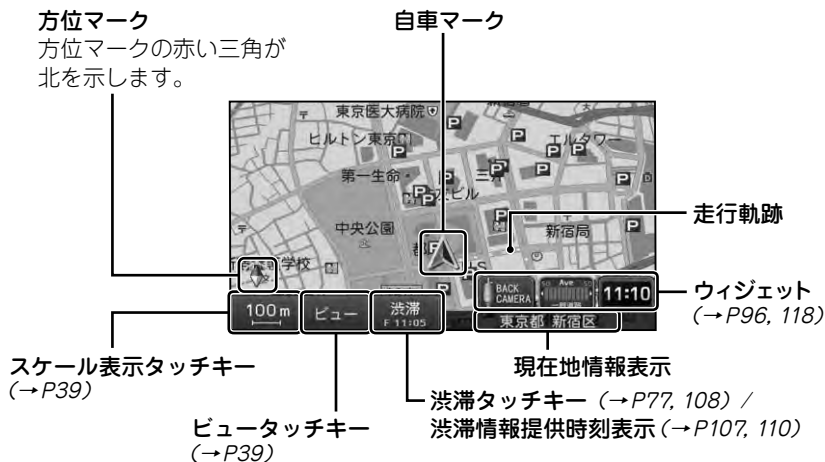 方位マーク
方位マークの赤い三角が
北を示します。
自車マーク
東京医大病院
ヒルトン東京
エルタワー
第一生命
ビル
中央公園
新宿局
学校
走行軌跡
BACK
CAMERA
Ave
11:10
100m
ビュー
渋滞
F 11:05
東京都 新宿区
ウィジェット
(→P96, 118)
スケール表示タッチキー
(→P39)
現在地情報表示
渋滞タッチキー (→P77, 108) /
渋滞情報提供時刻表示 (→P107, 110)
ビュータッチキー
(→P39)